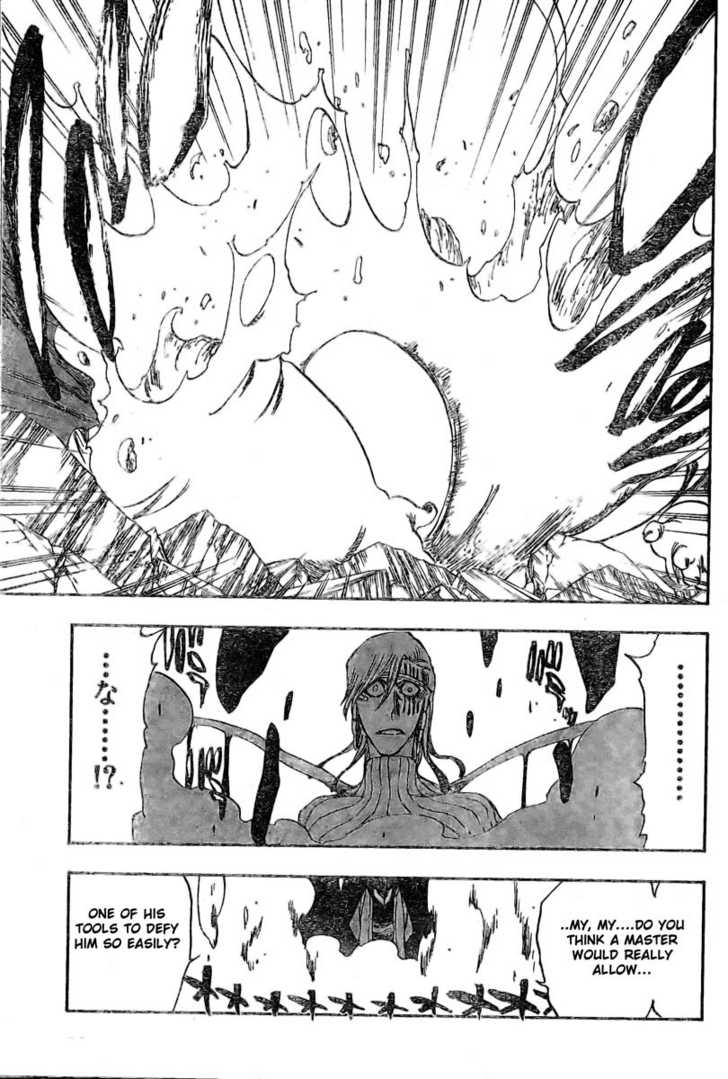 ……な……!?
..MY, MY....DO YOU
THINK A MASTER
WOULD REALLY
ALLOW...
ONE OF HIS
TOOLS TO DEFY
HIM SO EASILY?